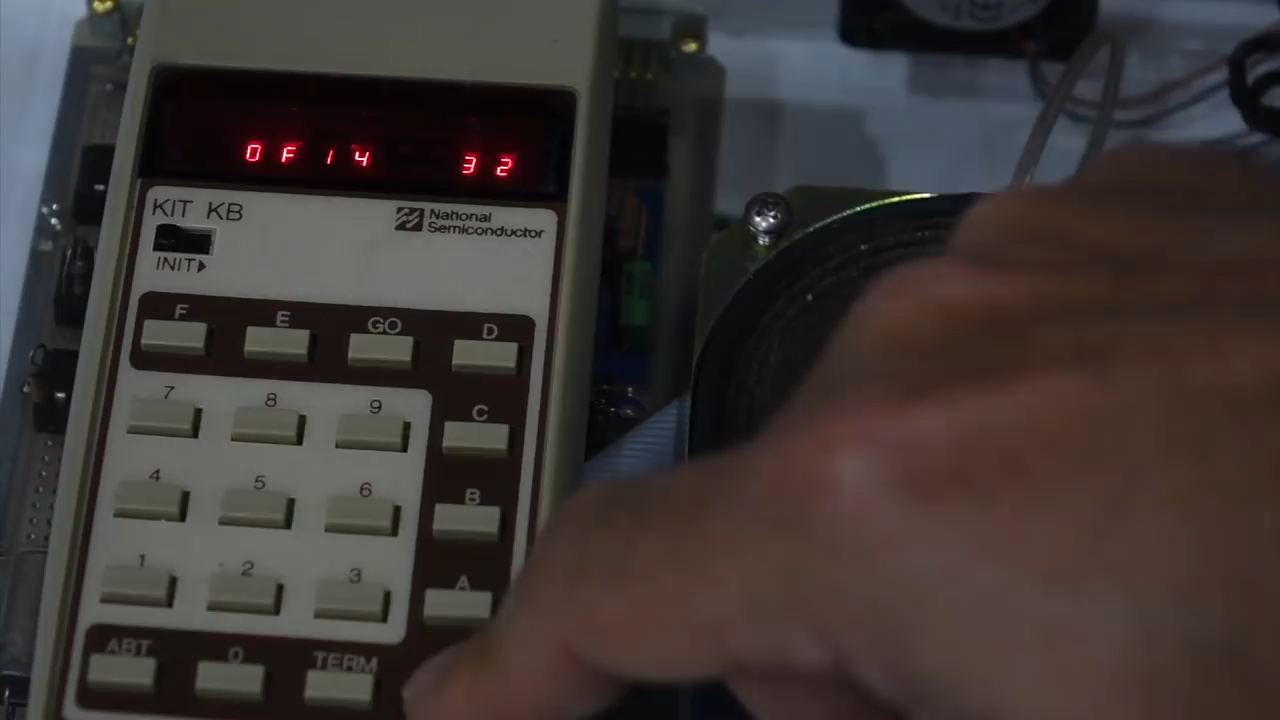 0F14 32
KIT KB
National
Semiconductor
INIT
F E GO D
7 8 9 C
4 5 6 B
1 2 3 A
ABT 0 TERM